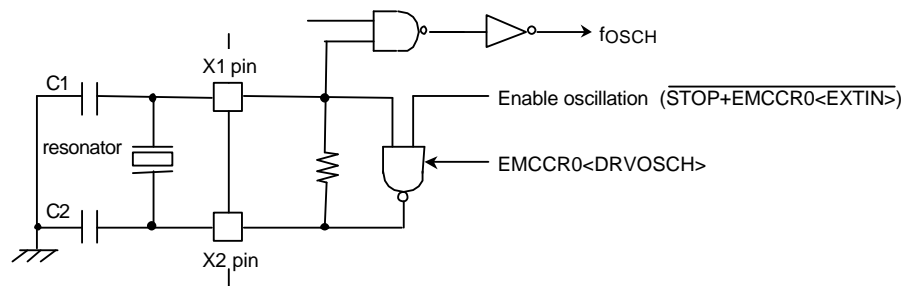 fOSCH
X1 pin
C1
Enable oscillation (STOP+EMCCR0<EXTIN>)
resonator
EMCCR0<DRVOSCH>
C2
X2 pin